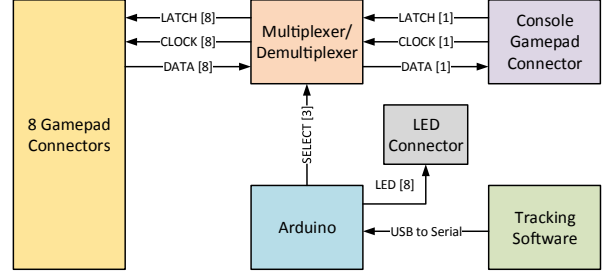 LATCH [8]
CLOCK [8]
DATA [8]
Multiplexer/
Demultiplexer
LATCH [1]
CLOCK [1]
DATA [1]
Console
Gamepad
Connector
8 Gamepad
Connectors
SELECT [3]
LED
Connector
LED [8]
Arduino
USB to Serial
Tracking
Software